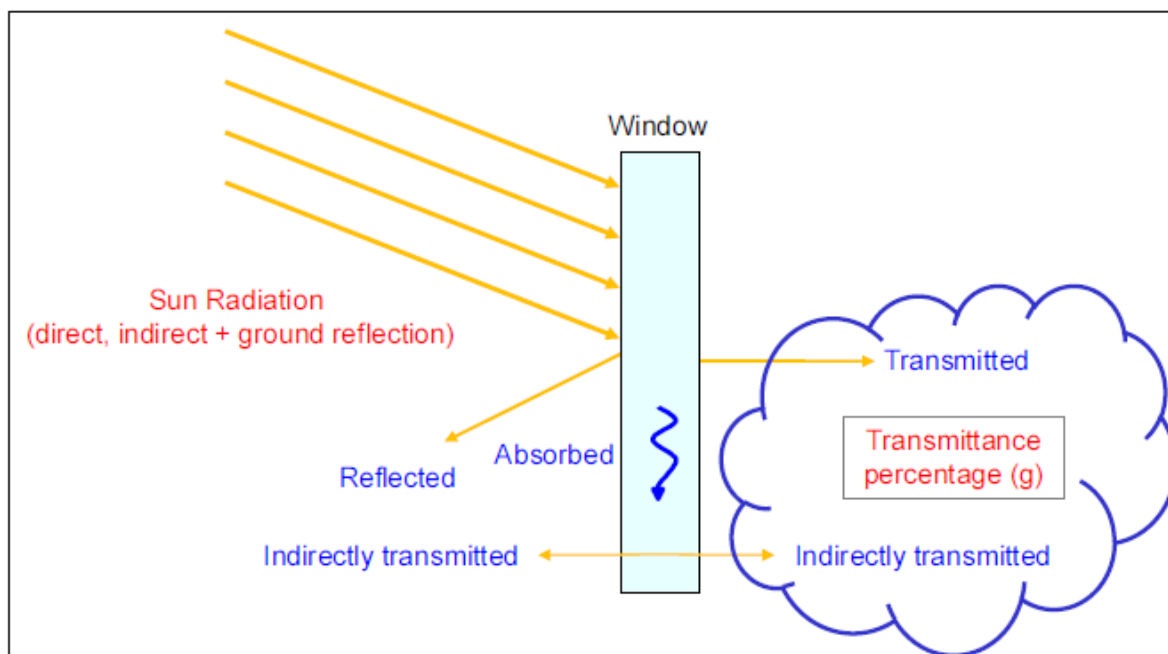 Window
Sun Radiation
(direct, indirect + ground reflection)
Transmitted
Transmittance
percentage (g)
Absorbed
Reflected
Indirectly transmitted
Indirectly transmitted